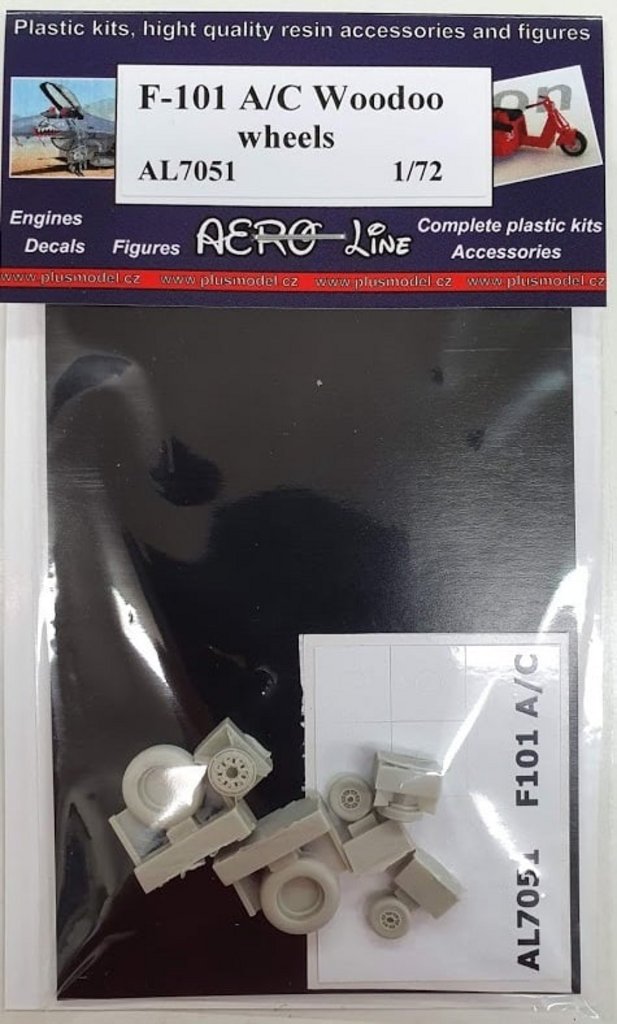 Plastic kits, hight quality resin accessories and figures
on
F-101 A/C Woodoo
wheels
AL7051 1/72
Engines
Decals Figures AERO LINE Complete plastic kits
Accessories
www.plusmodel.cz www.plusmodel.cz www.plusmodel.cz www.plusmodel.cz
AL7051 F101 A/C